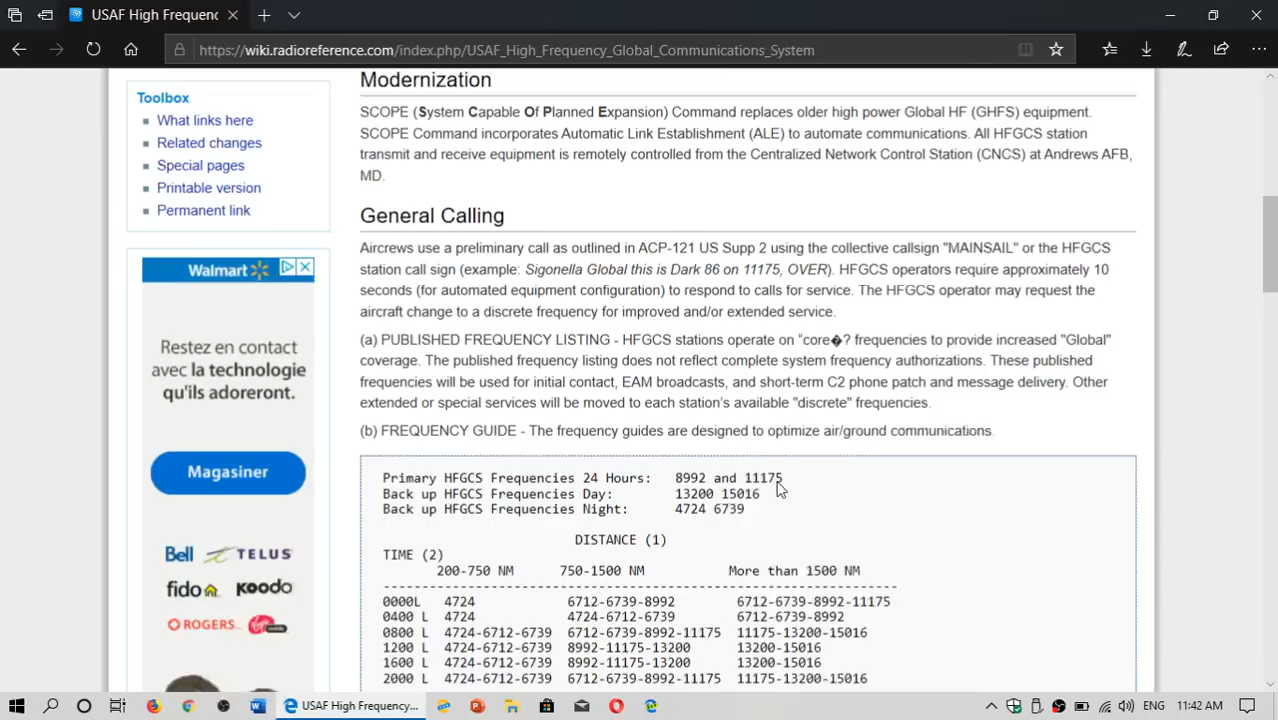 USAF High Frequenc
https://wiki.radioreference.com/index.php/USAF_High_Frequency_Global_Communications_System
Toolbox
What links here
Related changes
Special pages
Printable version
Permanent link
Walmart
Restez en contact
avec la technologie
qu'ils adoreront.
Magasiner
Bell TELUS
fido koodo
ROGERS
Modernization
SCOPE (System Capable Of Planned Expansion) Command replaces older high power Global HF (GHFS) equipment.
SCOPE Command incorporates Automatic Link Establishment (ALE) to automate communications. All HFGCS station
transmit and receive equipment is remotely controlled from the Centralized Network Control Station (CNCS) at Andrews AFB,
MD.
General Calling
Aircrews use a preliminary call as outlined in ACP-121 US Supp 2 using the collective callsign "MAINSAIL" or the HFGCS
station call sign (example: Sigonella Global this is Dark 86 on 11175, OVER). HFGCS operators require approximately 10
seconds (for automated equipment configuration) to respond to calls for service. The HFGCS operator may request the
aircraft change to a discrete frequency for improved and/or extended service.
(a) PUBLISHED FREQUENCY LISTING - HFGCS stations operate on “core�? frequencies to provide increased "Global"
coverage. The published frequency listing does not reflect complete system frequency authorizations. These published
frequencies will be used for initial contact, EAM broadcasts, and short-term C2 phone patch and message delivery. Other
extended or special services will be moved to each station’s available "discrete" frequencies.
(b) FREQUENCY GUIDE - The frequency guides are designed to optimize air/ground communications.
Primary HFGCS Frequencies 24 Hours: 8992 and 11175
Back up HFGCS Frequencies Day: 13200 15016
Back up HFGCS Frequencies Night: 4724 6739
DISTANCE (1)
TIME (2)
200-750 NM 750-1500 NM More than 1500 NM
0000L 4724 6712-6739-8992 6712-6739-8992-11175
0400 L 4724 4724-6712-6739 6712-6739-8992
0800 L 4724-6712-6739 6712-6739-8992-11175 11175-13200-15016
1200 L 4724-6712-6739 8992-11175-13200 13200-15016
1600 L 4724-6712-6739 8992-11175-13200 13200-15016
2000 L 4724-6712-6739 6712-6739-8992-11175 11175-13200-15016
USAF High Frequency...
ENG 11:42 AM